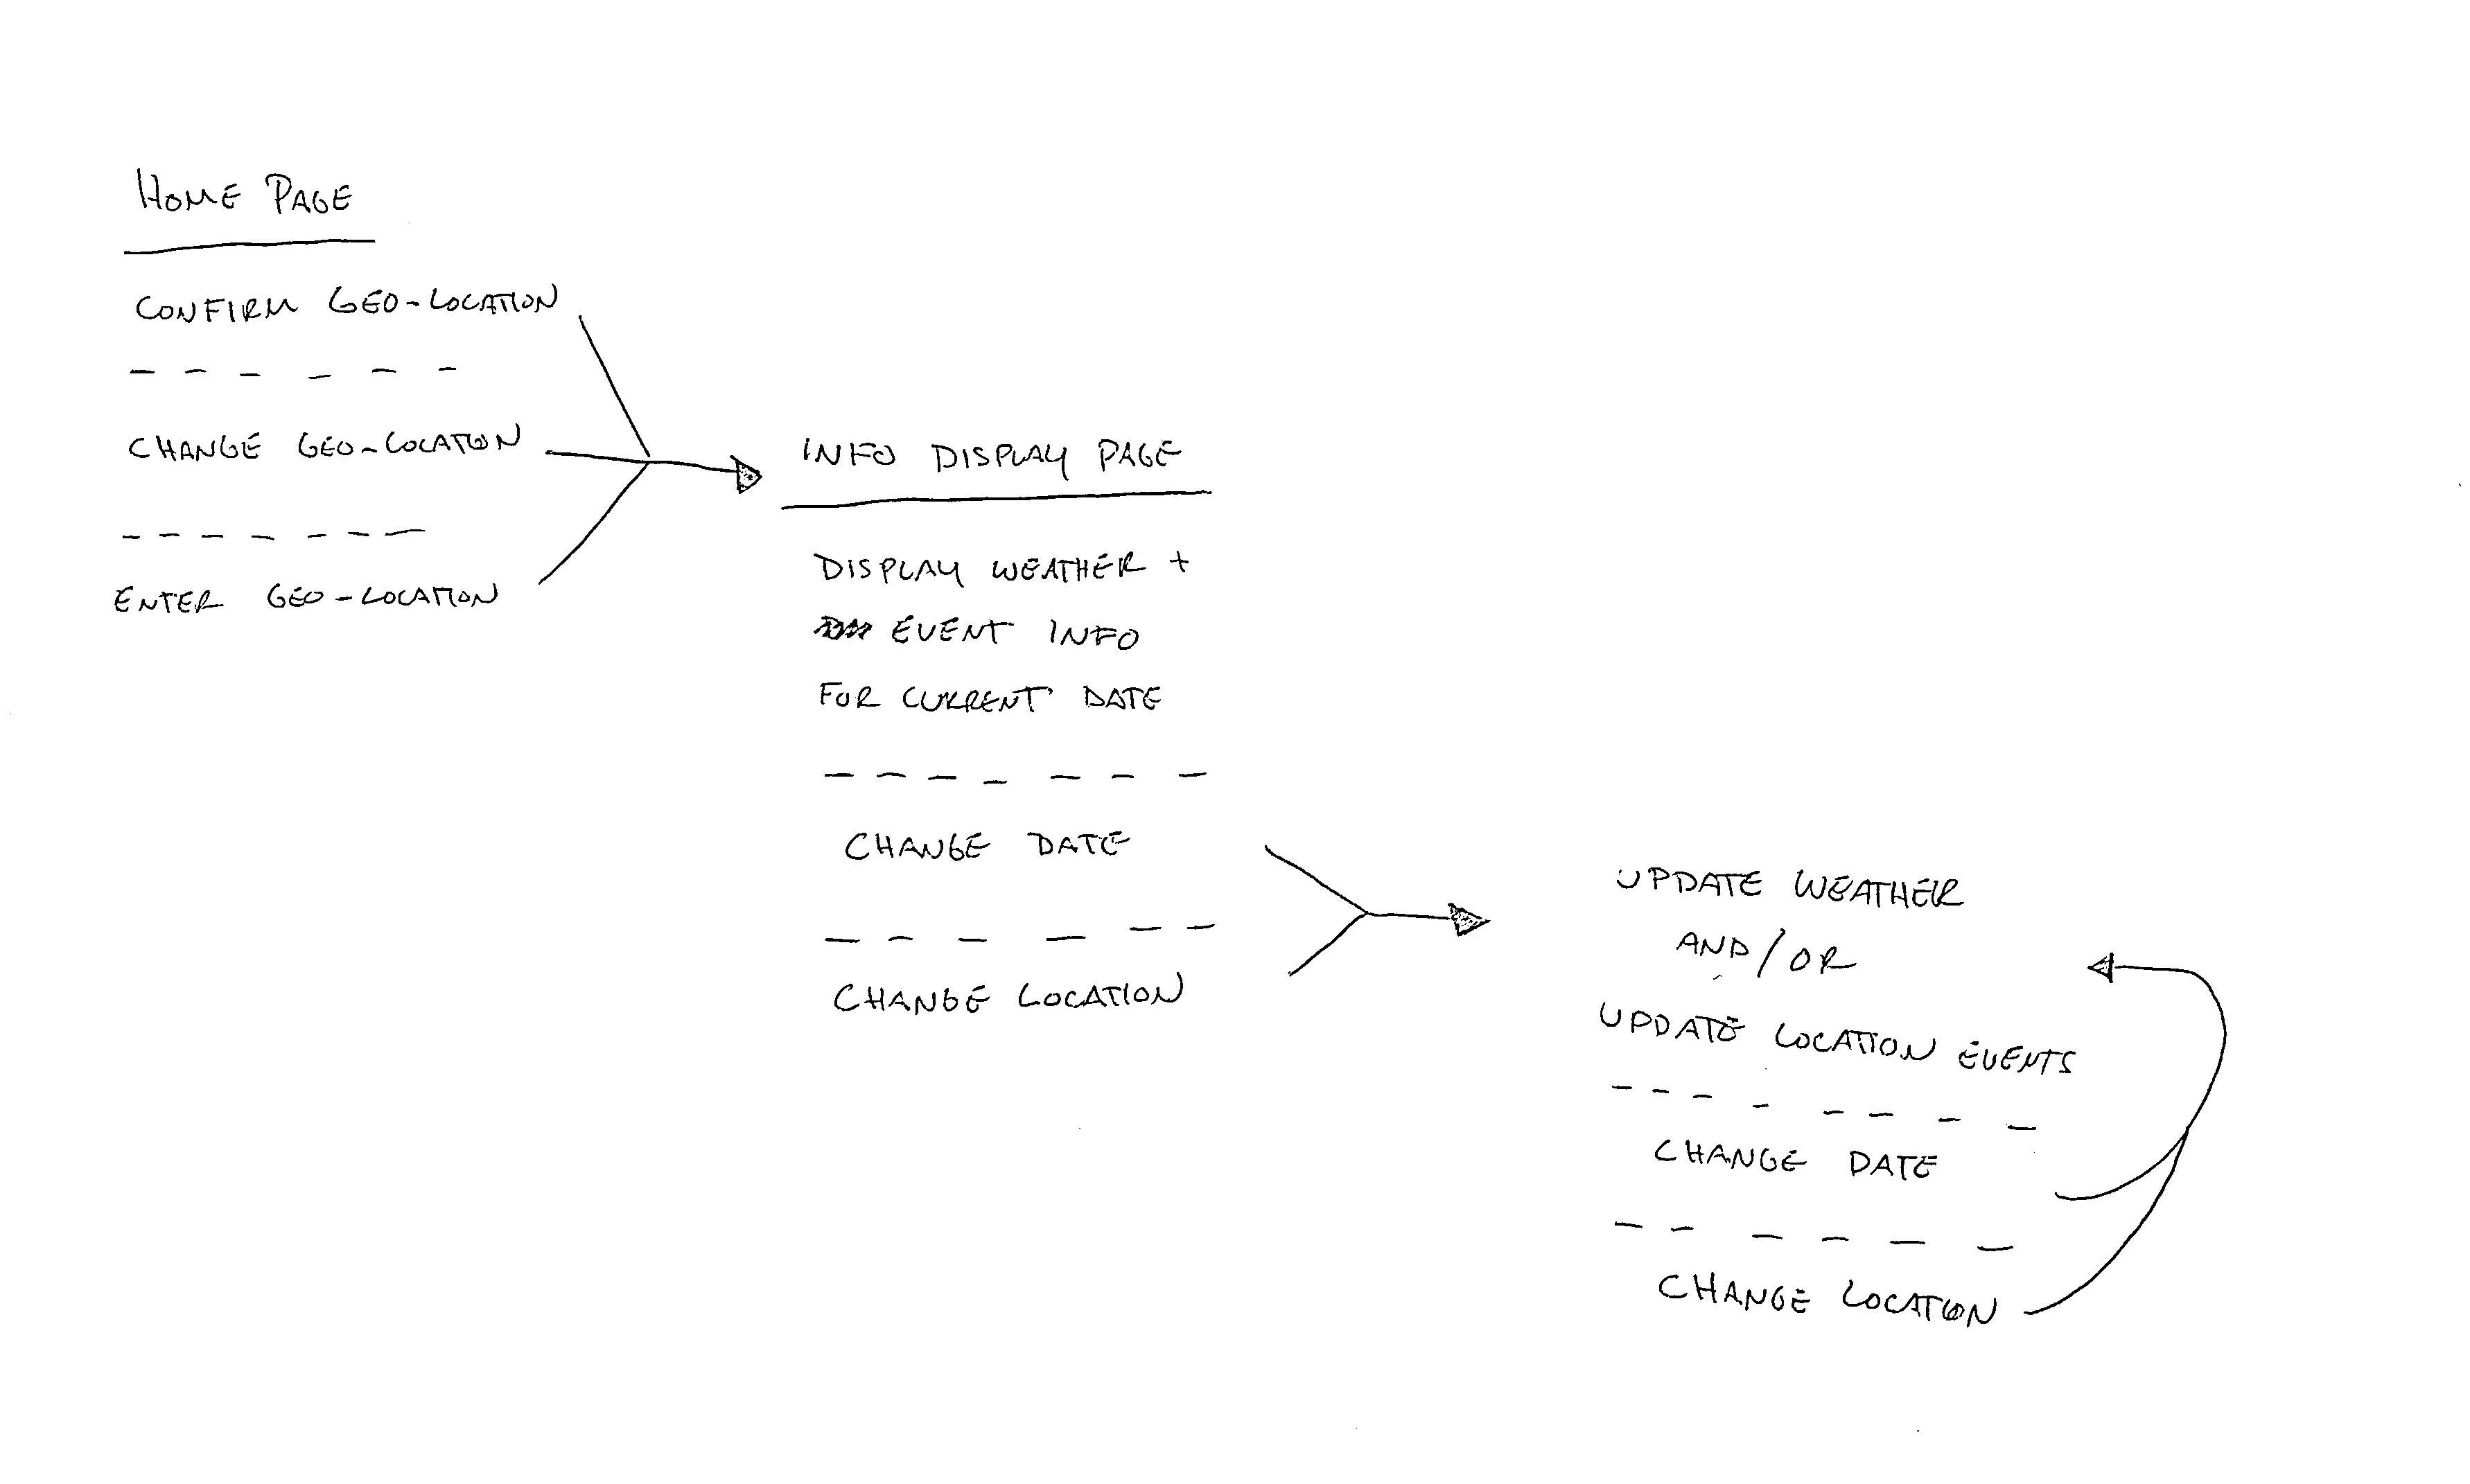 HOME PAGE
CONFIRM GEO-LOCATION
CHANGE GEO-LOCATION
ENTER GEO-LOCATION
INFO DISPLAY PAGE
DISPLAY WEATHER +
EVENT INFO
FOR CURRENT DATE
CHANGE DATE
CHANGE LOCATION
UPDATE WEATHER
AND/OR
UPDATE LOCATION EVENTS
CHANGE DATE
CHANGE LOCATION